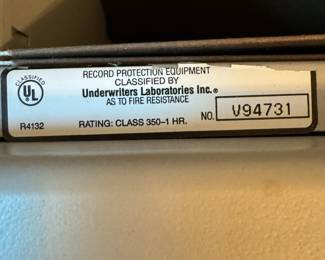 CLASSIFIED
UL
R4132
RECORD PROTECTION EQUIPMENT
CLASSIFIED BY
Underwriters Laboratories Inc.®
AS TO FIRE RESISTANCE
RATING: CLASS 350-1 HR.
NO. V94731